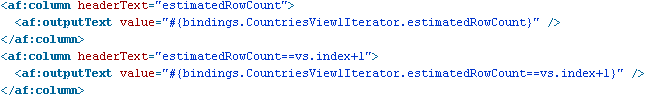 <af:column headerText="estimatedRowCount">
<af:outputText value="#{bindings.CountriesView1Iterator.estimatedRowCount}" />
</af:column>
<af:column headerText="estimatedRowCount==vs.index+1">
<af:outputText value="#{bindings.CountriesView1Iterator.estimatedRowCount==vs.index+1}" />
</af:column>